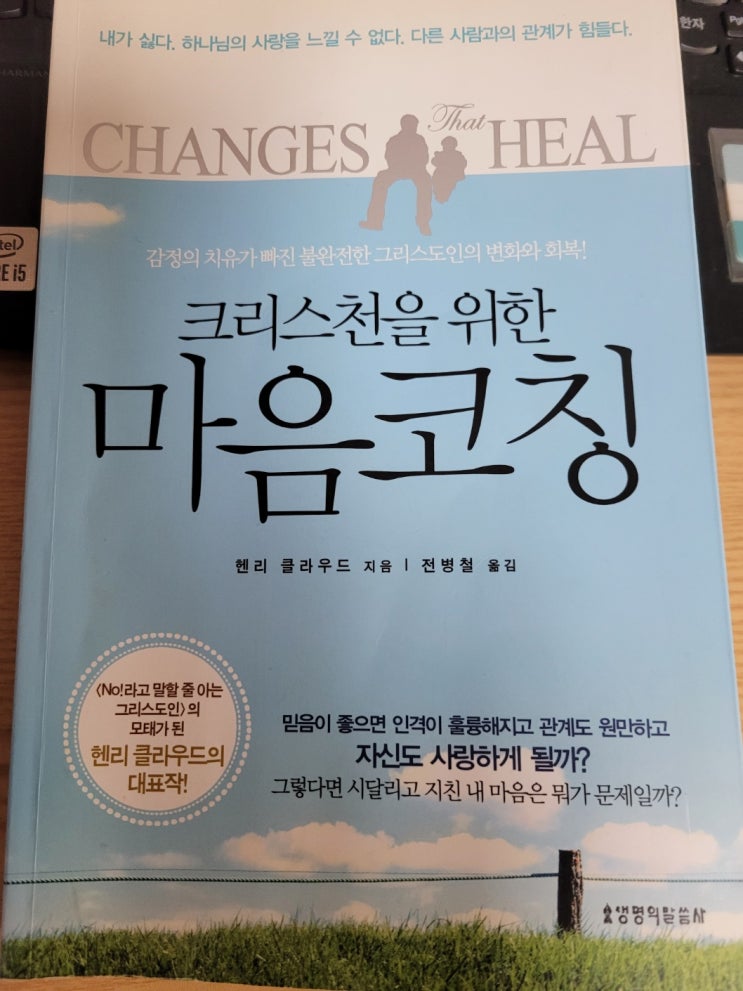 내가 싫다. 하나님의 사랑을 느낄 수 없다. 다른 사람과의 관계가 힘들다.
CHANGES That HEAL
감정의 치유가 빠진 불완전한 그리스도인의 변화와 회복!
크리스천을 위한
마음코칭
헨리 클라우드 지음 | 전병철 옮김
〈No!라고 말할 줄 아는
그리스도인〉의
모태가 된
헨리 클라우드의
대표작!
믿음이 좋으면 인격이 훌륭해지고 관계도 원만하고
자신도 사랑하게 될까?
그렇다면 시달리고 지친 내 마음은 뭐가 문제일까?
생명의말씀사
HARMAN
intel
i5
한자